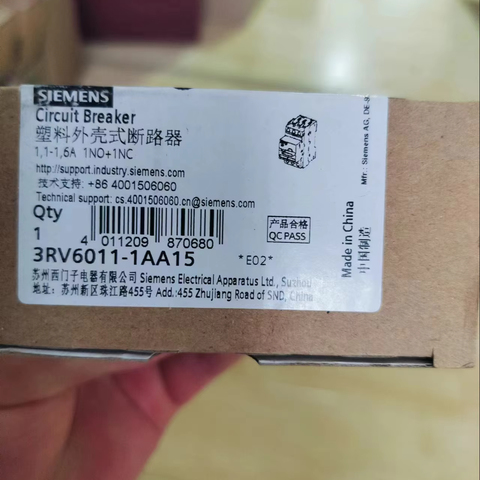 SIEMENS
Circuit Breaker
塑料外壳式断路器
1,1-1,6A 1NO+1NC
http://support.industry.siemens.com
技术支持: +86 4001506060
Technical support: cs.4001506060.cn@siemens.com
Qty
1
4 011209 870680
产品合格
QC PASS
3RV6011-1AA15
*E02*
苏州西门子电器有限公司 Siemens Electrical Apparatus Ltd., Suzhou
地址: 苏州新区珠江路455号 Add.:455 Zhujiang Road of SND, China
Made in China
中国制造
Mfr.: Siemens AG, DE-